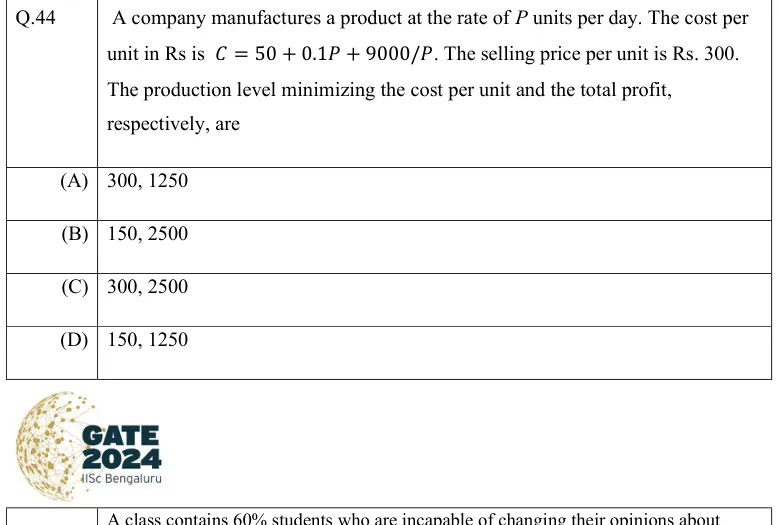 Q.44 A company manufactures a product at the rate of P units per day. The cost per
unit in Rs is C = 50 + 0.1P + 9000/P. The selling price per unit is Rs. 300.
The production level minimizing the cost per unit and the total profit,
respectively, are
(A) 300, 1250
(B) 150, 2500
(C) 300, 2500
(D) 150, 1250
GATE
2024
IISc Bengaluru
A class contains 60% students who are incapable of changing their opinions about